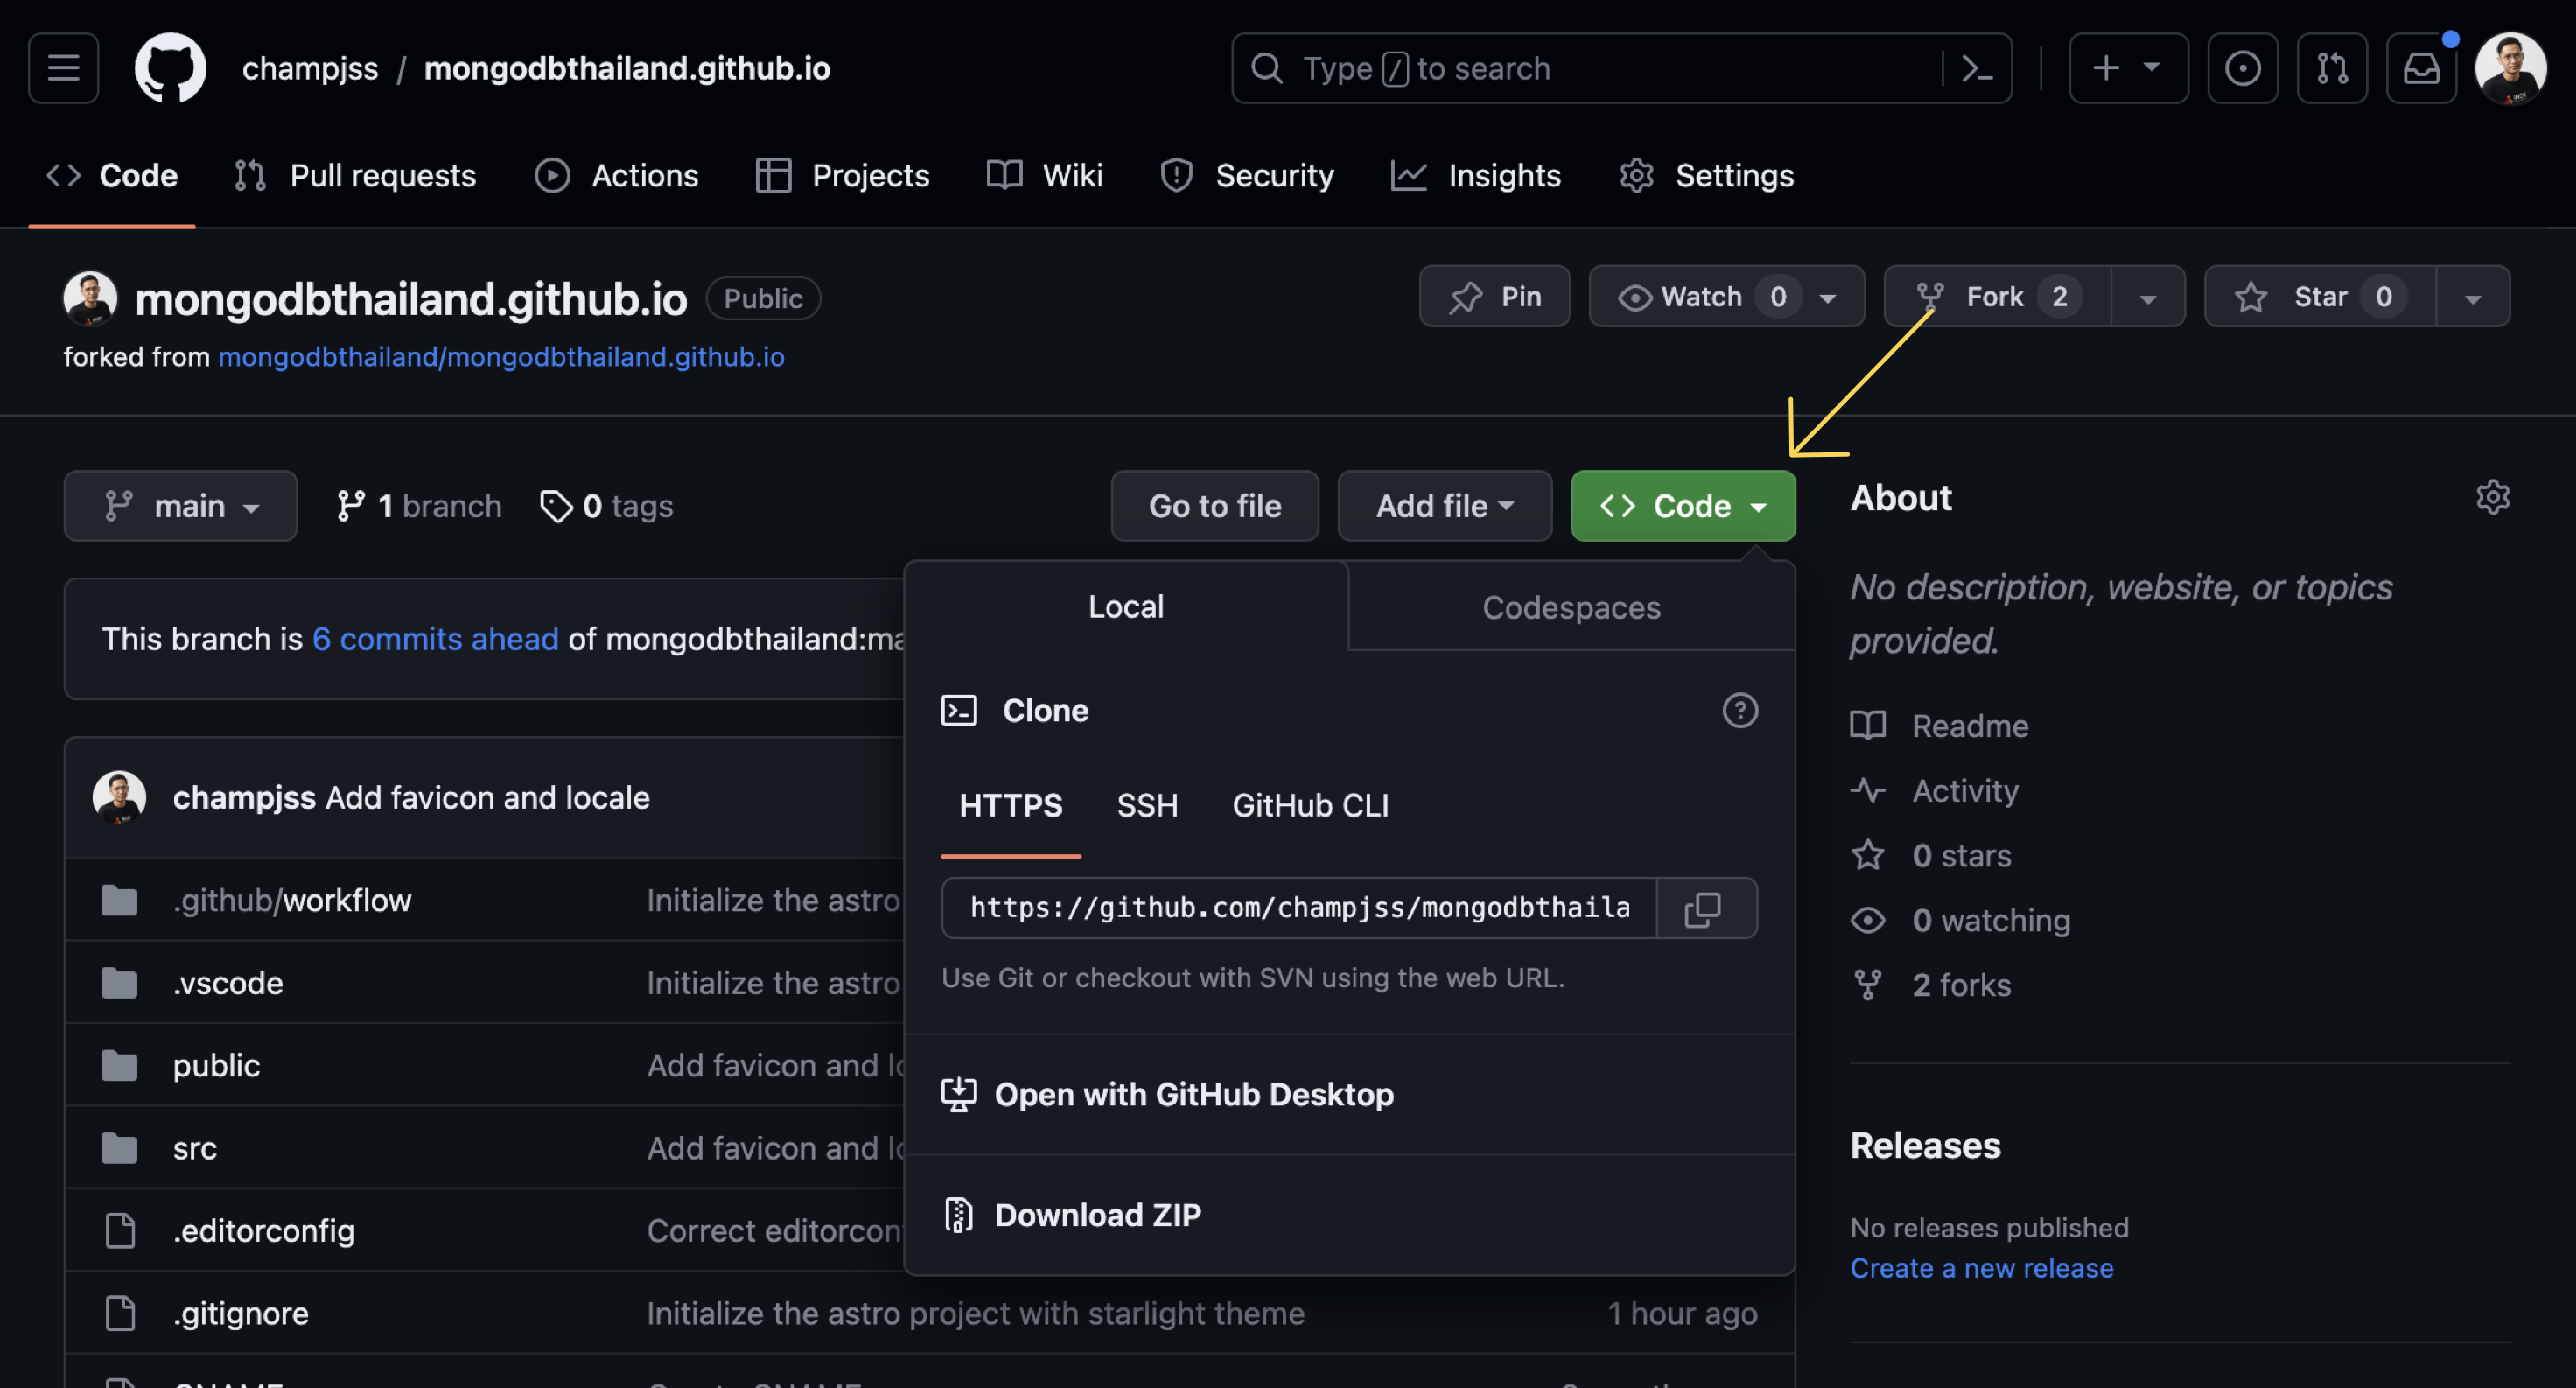 champjss / mongodbthailand.github.io
Type / to search
Code Pull requests Actions Projects Wiki Security Insights Settings
mongodbthailand.github.io Public
Pin Watch 0 Fork 2 Star 0
forked from mongodbthailand/mongodbthailand.github.io
main 1 branch 0 tags
Go to file Add file Code
This branch is 6 commits ahead of mongodbthailand:ma
champjss Add favicon and locale
.github/workflow Initialize the astro
.vscode Initialize the astro
public Add favicon and lo
src Add favicon and lo
.editorconfig Correct editorcon
.gitignore Initialize the astro project with starlight theme 1 hour ago
Local Codespaces
Clone
HTTPS SSH GitHub CLI
https://github.com/champjss/mongodbthaila
Use Git or checkout with SVN using the web URL.
Open with GitHub Desktop
Download ZIP
About
No description, website, or topics
provided.
Readme
Activity
0 stars
0 watching
2 forks
Releases
No releases published
Create a new release